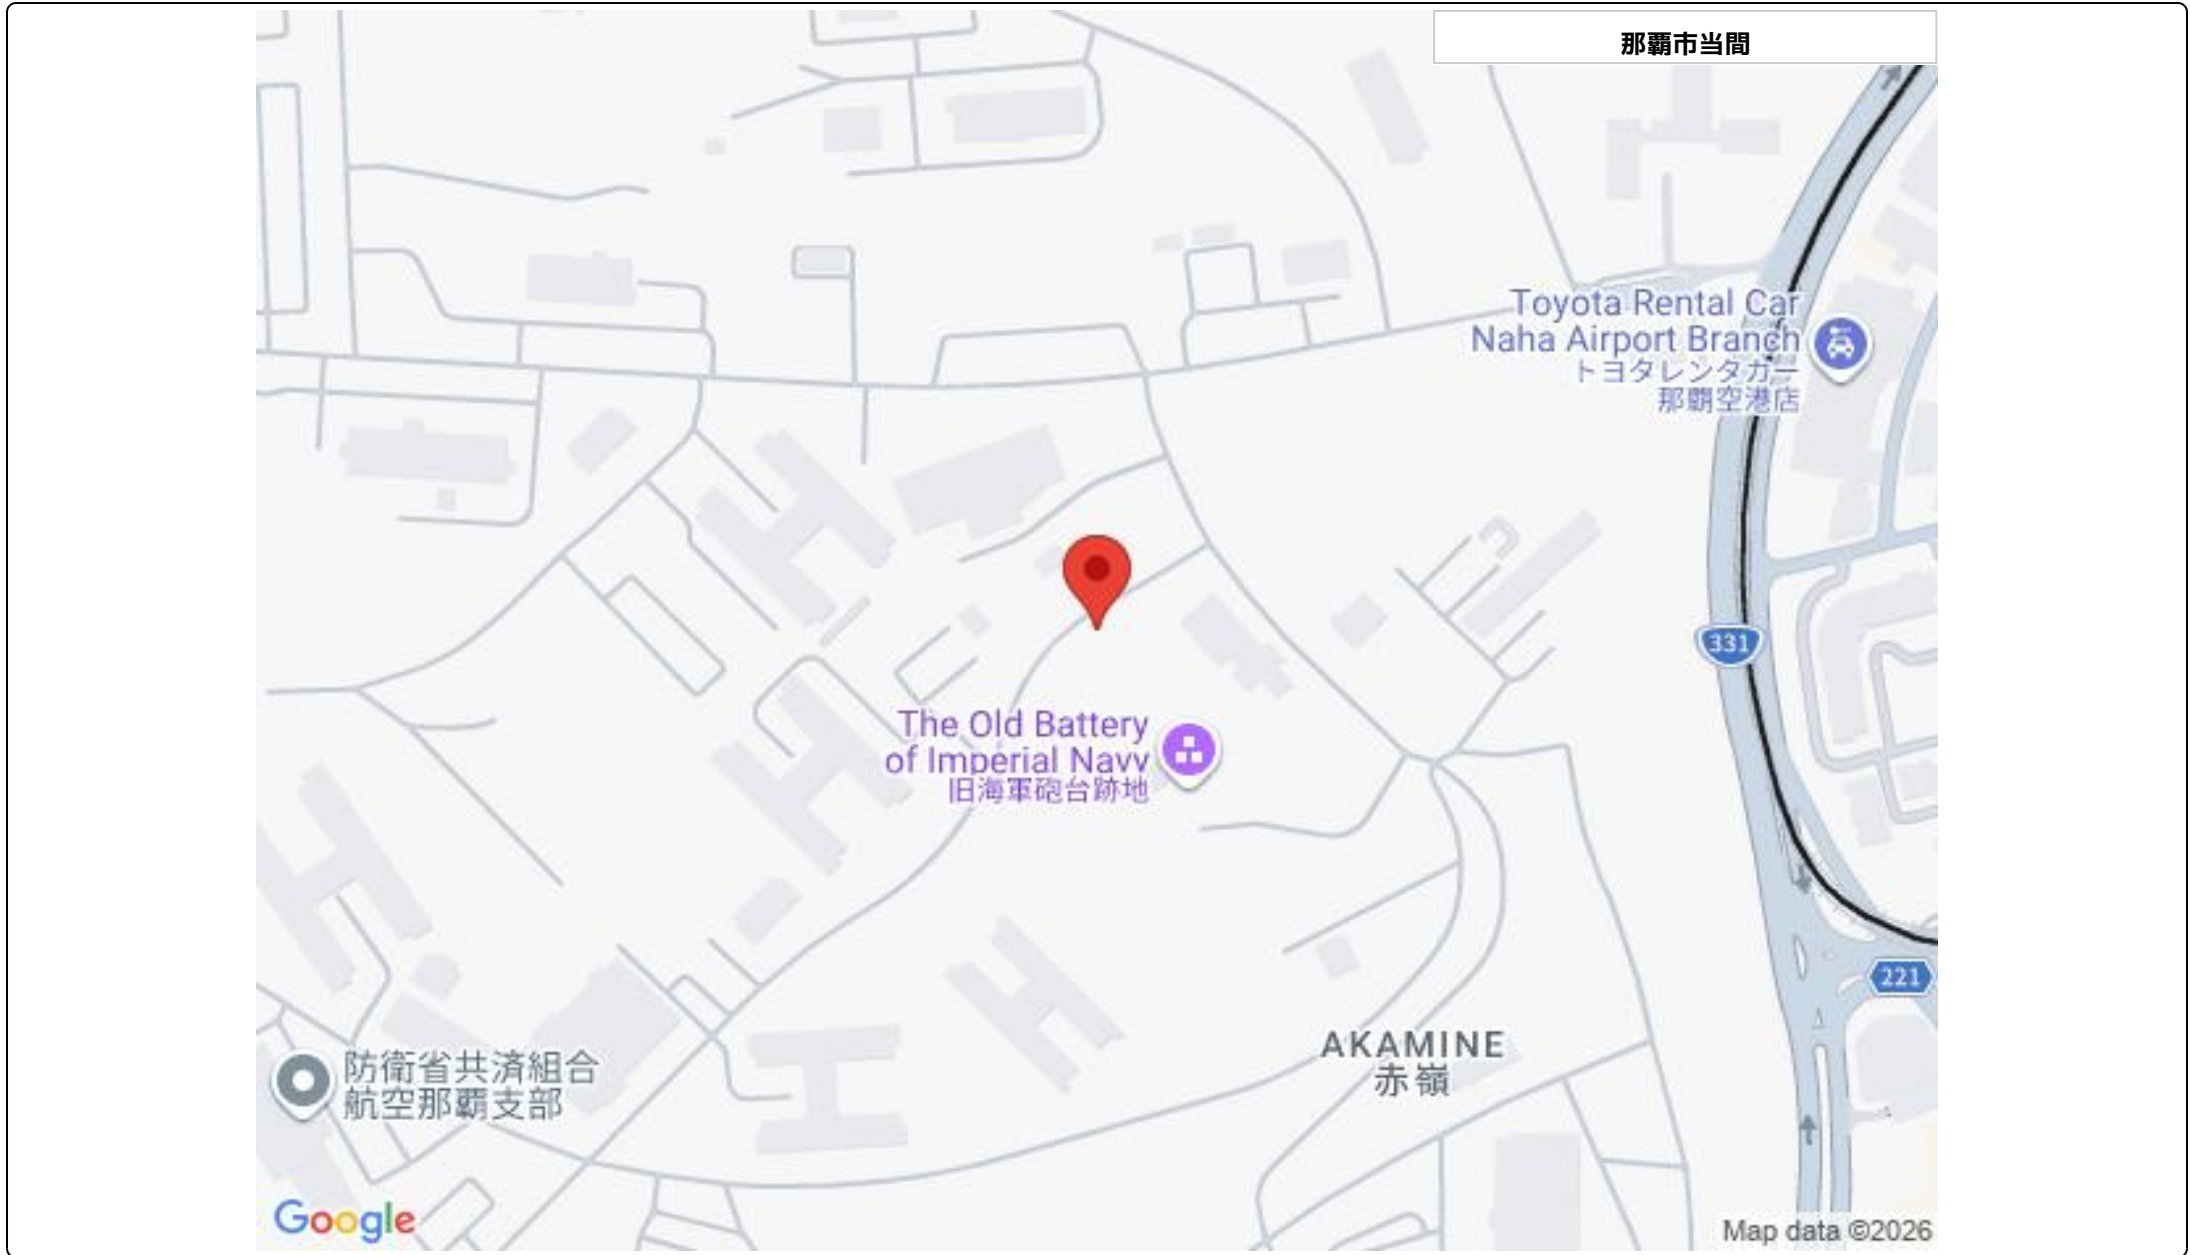 那覇市当間
Toyota Rental Car
Naha Airport Branch
トヨタレンタカー
那覇空港店
331
The Old Battery
of Imperial Navy
旧海軍砲台跡地
221
AKAMINE
赤嶺
防衛省共済組合
航空那覇支部
Google
Map data ©2026